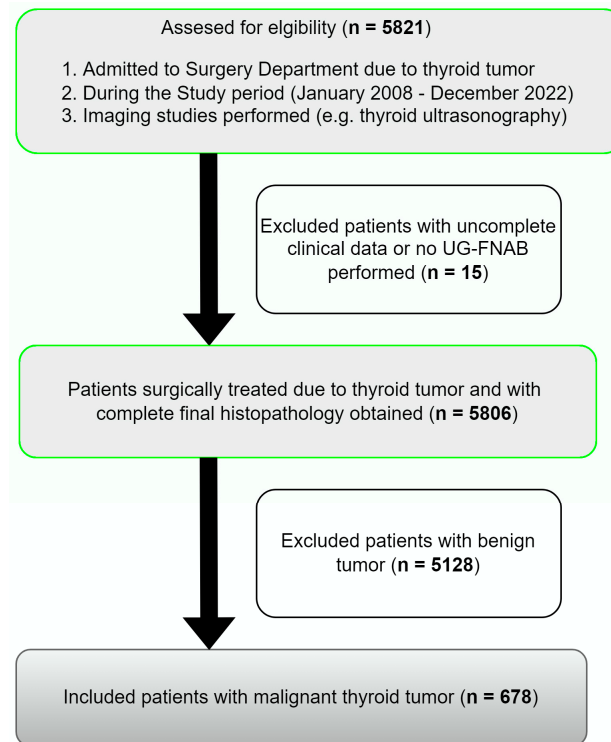 Assesed for elgibility (n = 5821)
1. Admitted to Surgery Department due to thyroid tumor
2. During the Study period (January 2008 - December 2022)
3. Imaging studies performed (e.g. thyroid ultrasonography)
Excluded patients with uncomplete
clinical data or no UG-FNAB
performed (n = 15)
Patients surgically treated due to thyroid tumor and with
complete final histopathology obtained (n = 5806)
Excluded patients with benign
tumor (n = 5128)
Included patients with malignant thyroid tumor (n = 678)